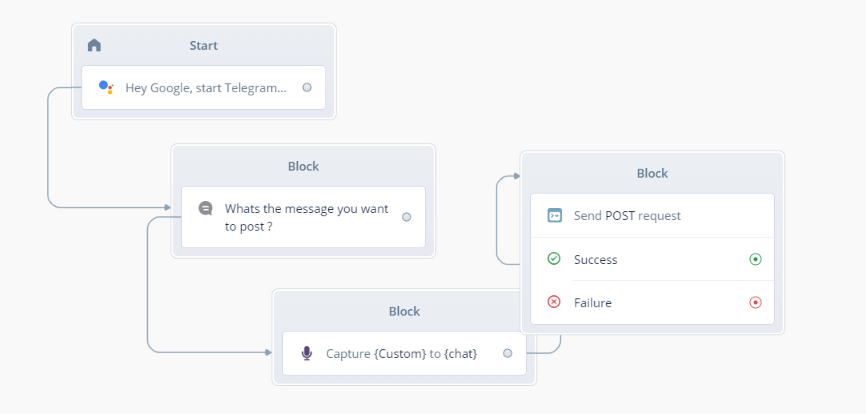 Start
Hey Google, start Telegram...
Block
Whats the message you want
to post ?
Block
Capture {Custom} to {chat}
Block
Send POST request
Success
Failure